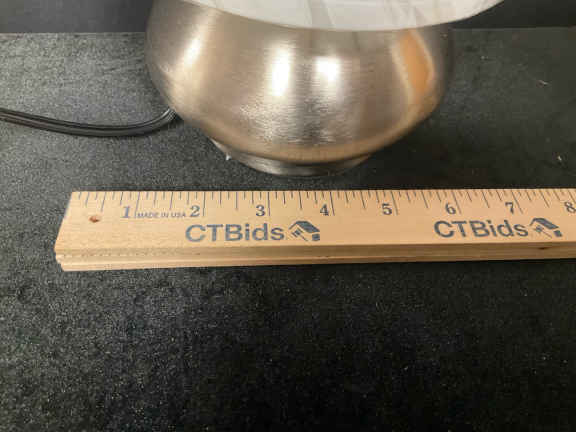 1 MADE IN USA 2 3 4 5 6 7 8
CTBids CTBids